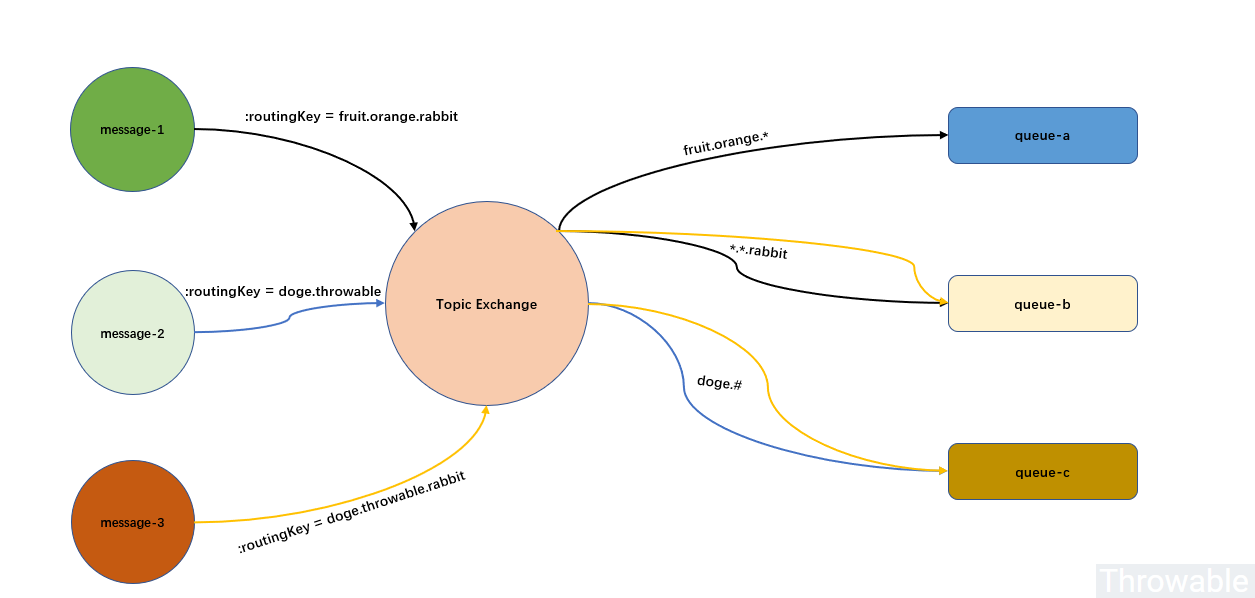 :routingKey = fruit.orange.rabbit
message-1
fruit.orange.*
queue-a
*.*.rabbit
:routingKey = doge.throwable
Topic Exchange
queue-b
message-2
doge.#
queue-c
:routingKey = doge.throwable.rabbit
message-3
Throwable